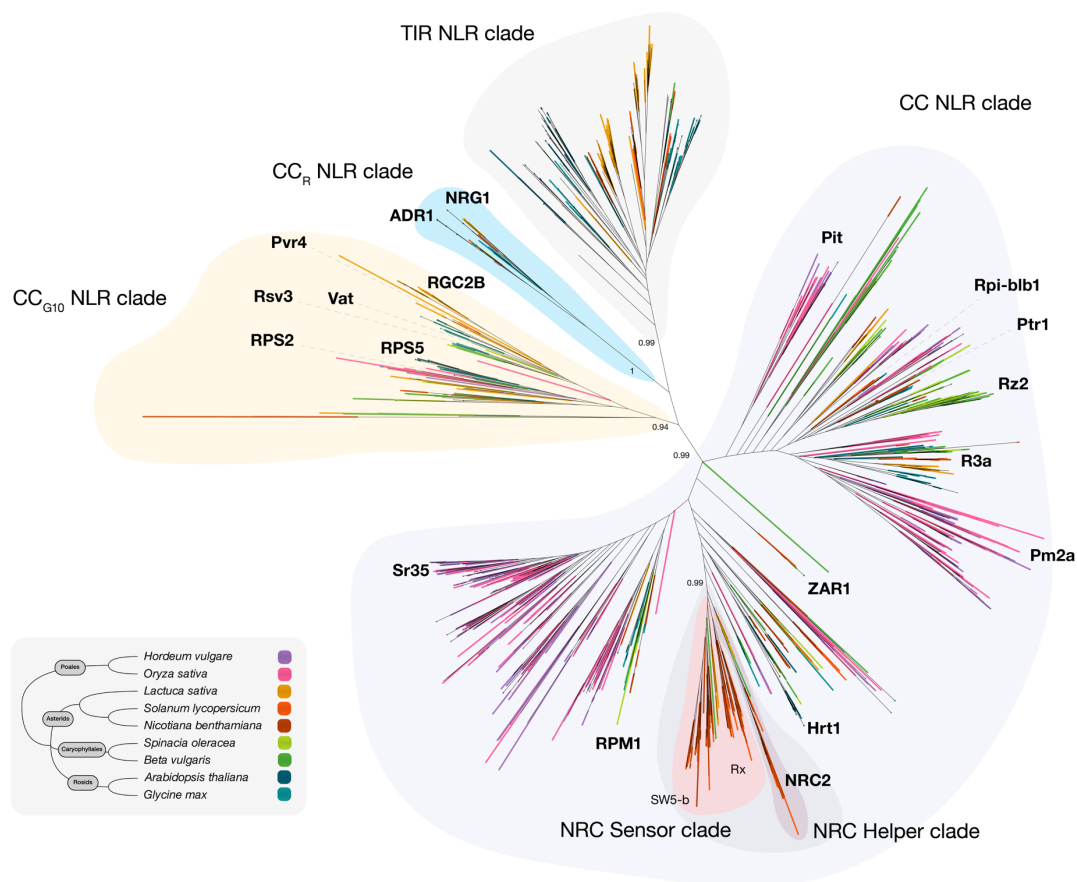 TIR NLR clade
CC NLR clade
CCR NLR clade
NRG1
ADR1
Pvr4
Pit
RGC2B
Rpi-blb1
CCG10 NLR clade
Rsv3
Vat
Ptr1
RPS2
RPS5
0.99
1
Rz2
0.94
0.99
R3a
Pm2a
Sr35
0.99
ZAR1
Hrt1
RPM1
Rx
NRC2
SW5-b
NRC Sensor clade
NRC Helper clade
Hordeum vulgare
Poales
Oryza sativa
Lactuca sativa
Solanum lycopersicum
Asterids
Nicotiana benthamiana
Spinacia oleracea
Caryophyllales
Beta vulgaris
Arabidopsis thaliana
Rosids
Glycine max